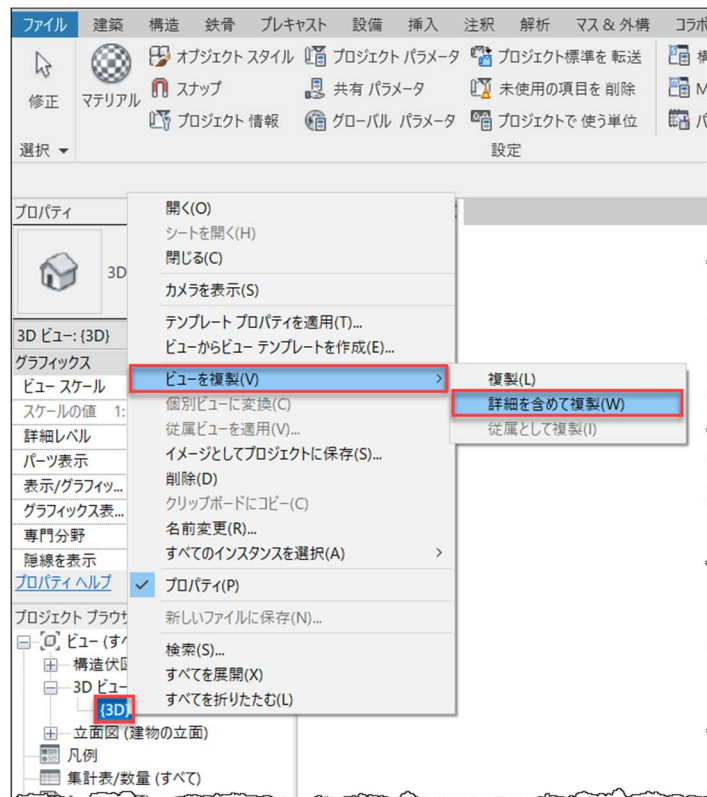 ファイル 建築 構造 鉄骨 プレキャスト 設備 挿入 注釈 解析 マス & 外構 コラボ
修正
マテリアル
オブジェクト スタイル
スナップ
プロジェクト 情報
プロジェクト パラメータ
共有 パラメータ
グローバル パラメータ
プロジェクト標準を 転送
未使用の項目を 削除
プロジェクトで 使う単位
構
M
パ
選択
設定
プロパティ
3D
3D ビュー: {3D}
グラフィックス
ビュー スケール
スケールの値 1:
詳細レベル
パーツ表示
表示/グラフィッ...
グラフィックス表...
専門分野
隠線を表示
プロパティ ヘルプ
開く(O)
シートを開く(H)
閉じる(C)
カメラを表示(S)
テンプレート プロパティを適用(T)...
ビューからビュー テンプレートを作成(E)...
ビューを複製(V)
個別ビューに変換(C)
従属ビューを適用(V)...
イメージとしてプロジェクトに保存(S)...
削除(D)
クリップボードにコピー(C)
名前変更(R)...
すべてのインスタンスを選択(A)
プロパティ(P)
新しいファイルに保存(N)...
検索(S)...
すべてを展開(X)
すべてを折りたたむ(L)
複製(L)
詳細を含めて複製(W)
従属として複製(I)
プロジェクト ブラウ
ビュー (すべ
構造伏図
3D ビュー
{3D}
立面図 (建物の立面)
凡例
集計表/数量 (すべて)